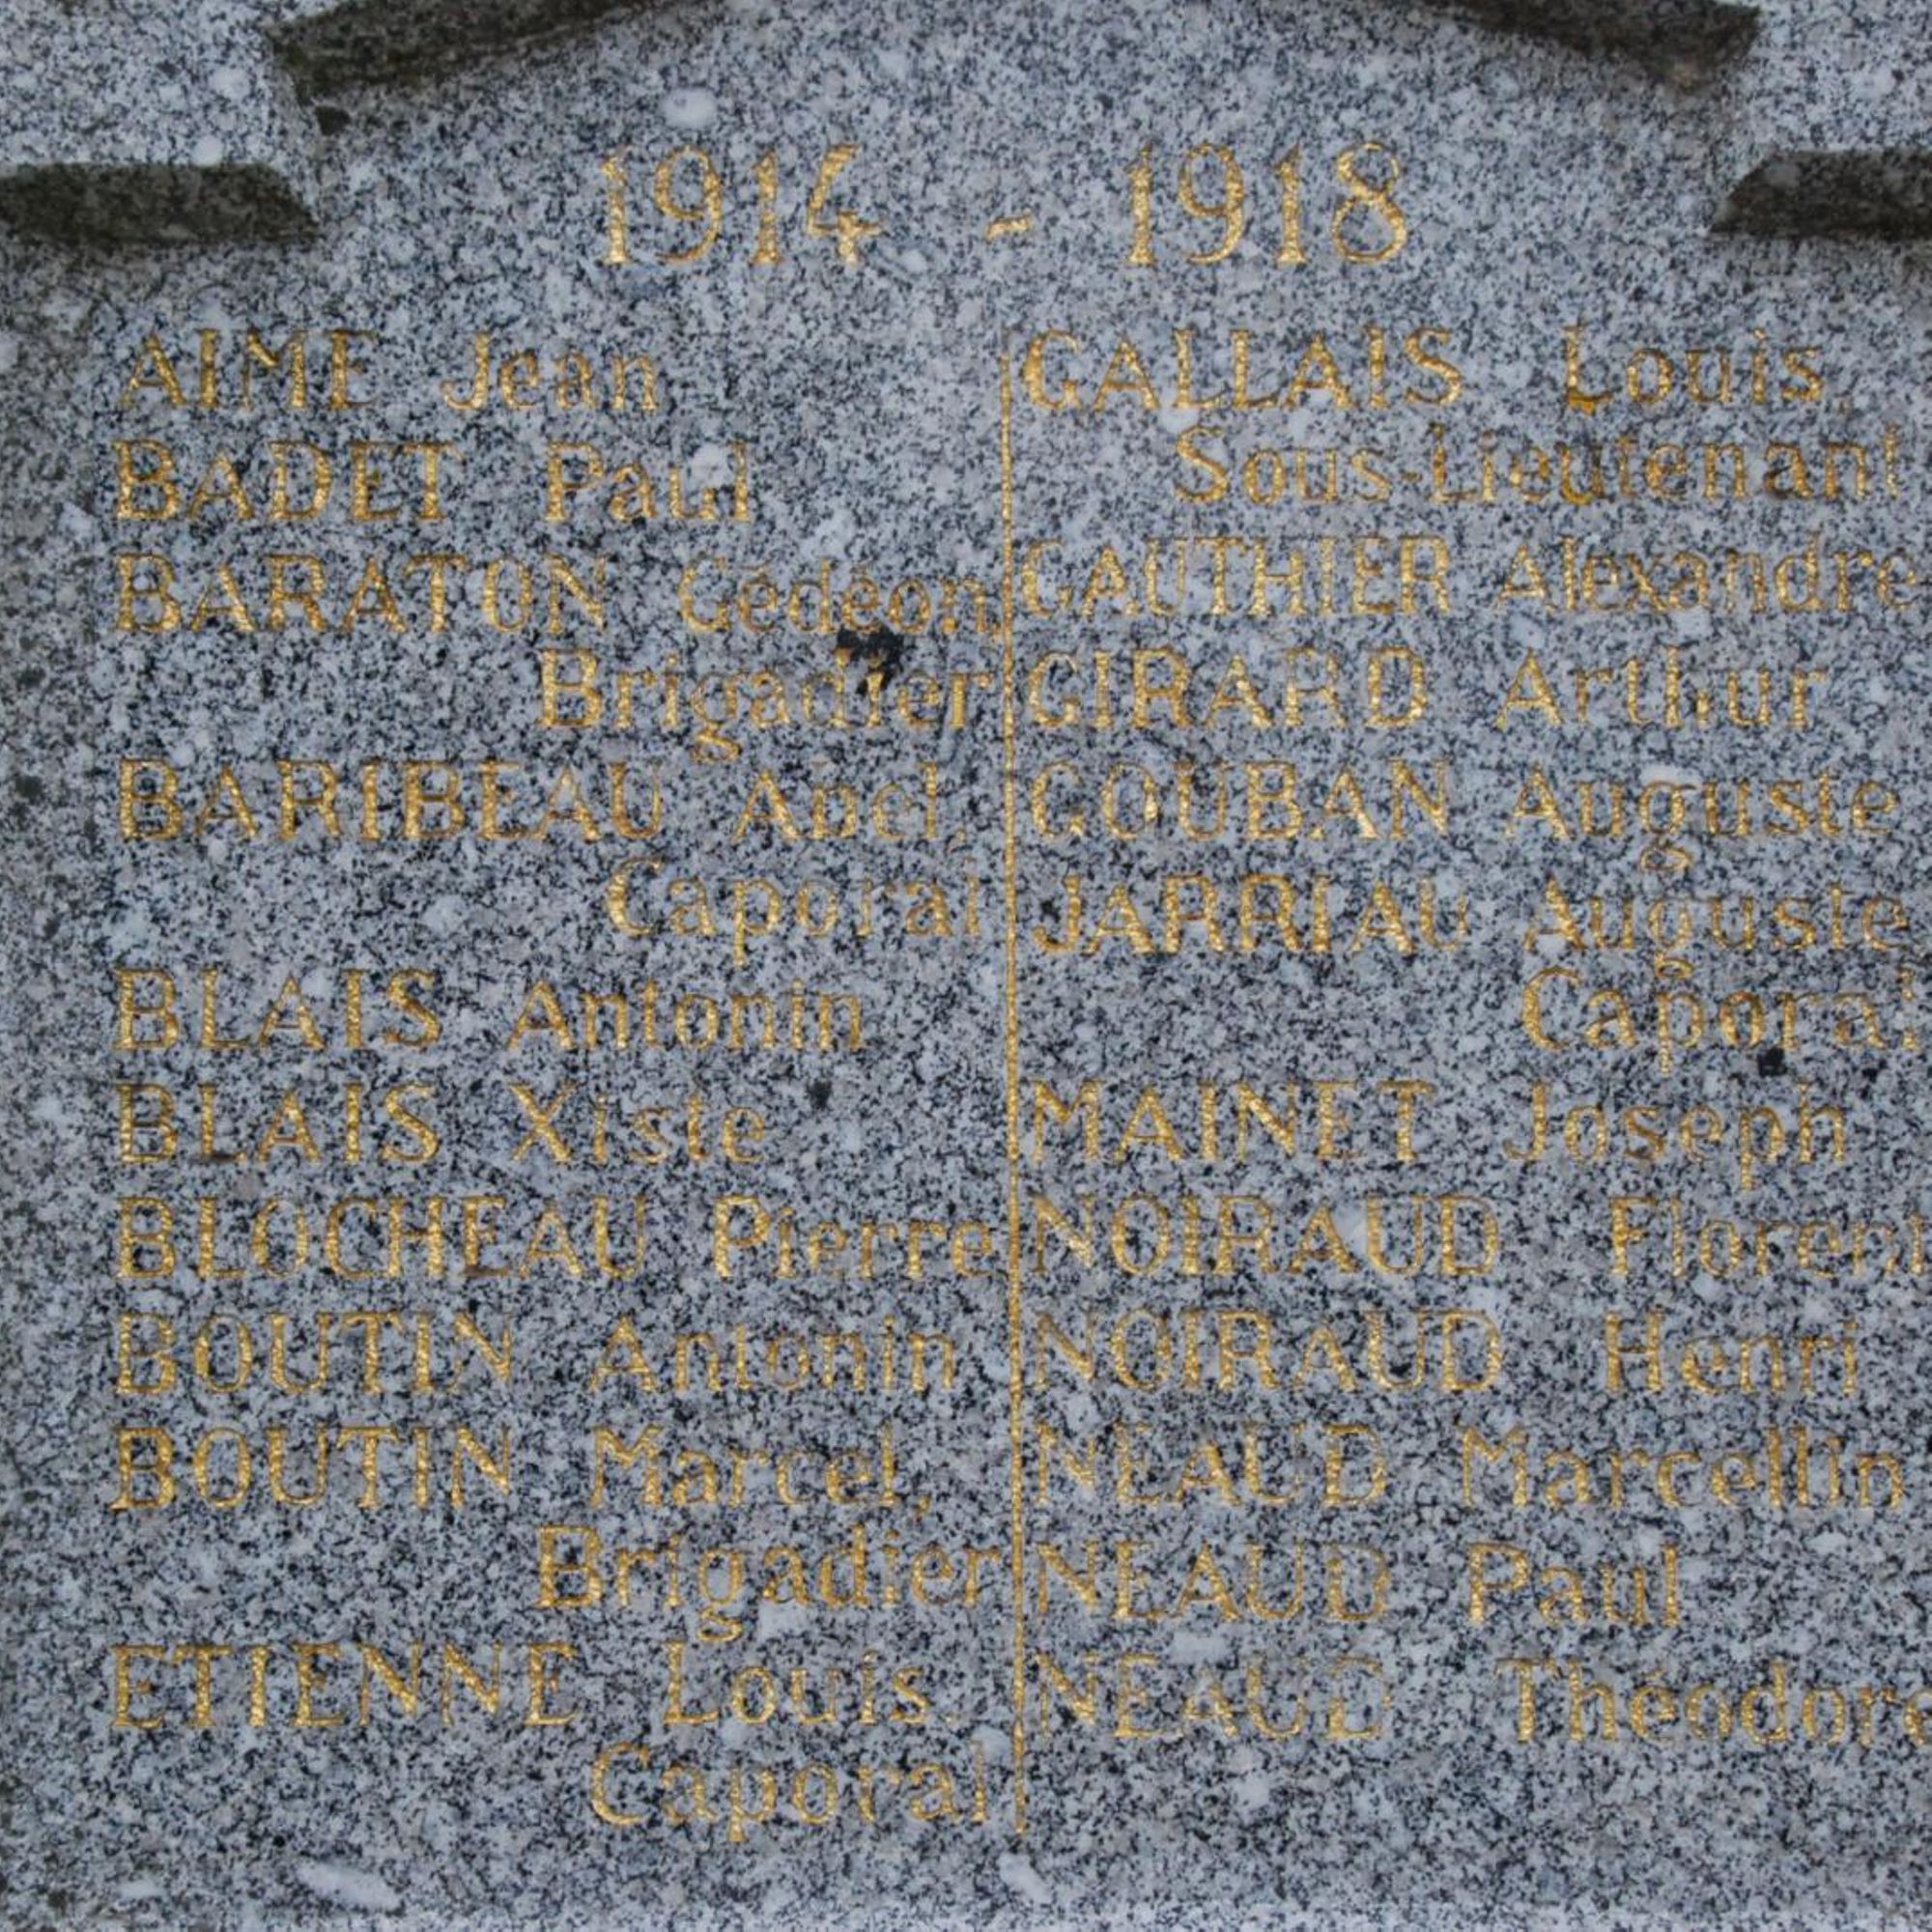 1914 - 1918
AIME Jean
BADET Paul
BARATON Gédéon
Brigadier
BARIBEAU Abel,
Caporal
BLAIS Antonin
BLAIS Xiste
BLOCHEAU Pierre
BOUTIN Antonin
BOUTIN Marcel,
Brigadier
ETIENNE Louis
Caporal
GALLAIS Louis,
Sous-Lieutenant
GAUTHIER Alexandre
GIRARD Arthur
GOUBAN Auguste
JARRIAU Auguste
Caporal
MAINET Joseph
NOIRAUD Florent
NOIRAUD Henri
NEAUD Marcellin
NEAUD Paul
NEAUD Théodore